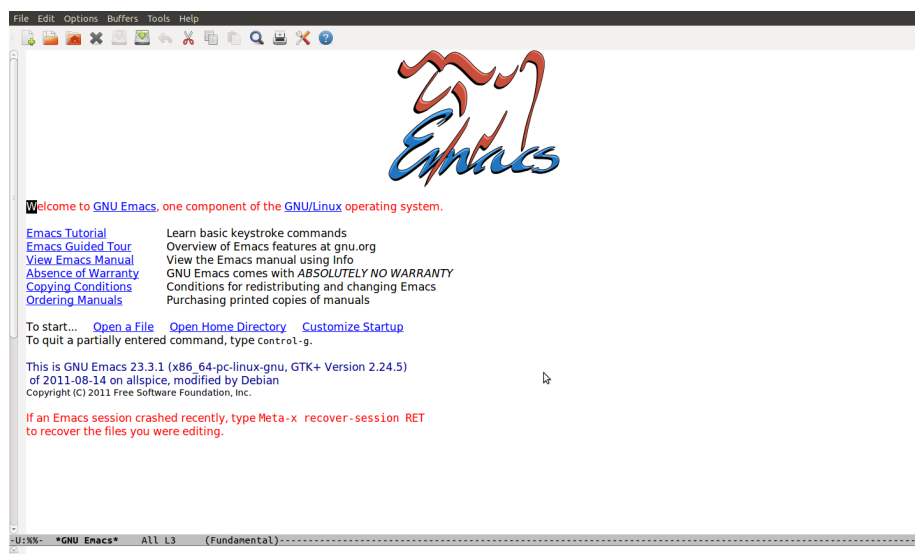 File Edit Options Buffers Tools Help
Emacs
Welcome to GNU Emacs, one component of the GNU/Linux operating system.
Emacs Tutorial Learn basic keystroke commands
Emacs Guided Tour Overview of Emacs features at gnu.org
View Emacs Manual View the Emacs manual using Info
Absence of Warranty GNU Emacs comes with ABSOLUTELY NO WARRANTY
Copying Conditions Conditions for redistributing and changing Emacs
Ordering Manuals Purchasing printed copies of manuals
To start... Open a File Open Home Directory Customize Startup
To quit a partially entered command, type Control-g.
This is GNU Emacs 23.3.1 (x86_64-pc-linux-gnu, GTK+ Version 2.24.5)
of 2011-08-14 on allspice, modified by Debian
Copyright (C) 2011 Free Software Foundation, Inc.
If an Emacs session crashed recently, type Meta-x recover-session RET
to recover the files you were editing.
-U:%%- *GNU Emacs* All L3 (Fundamental)----------------------------------------------------------------